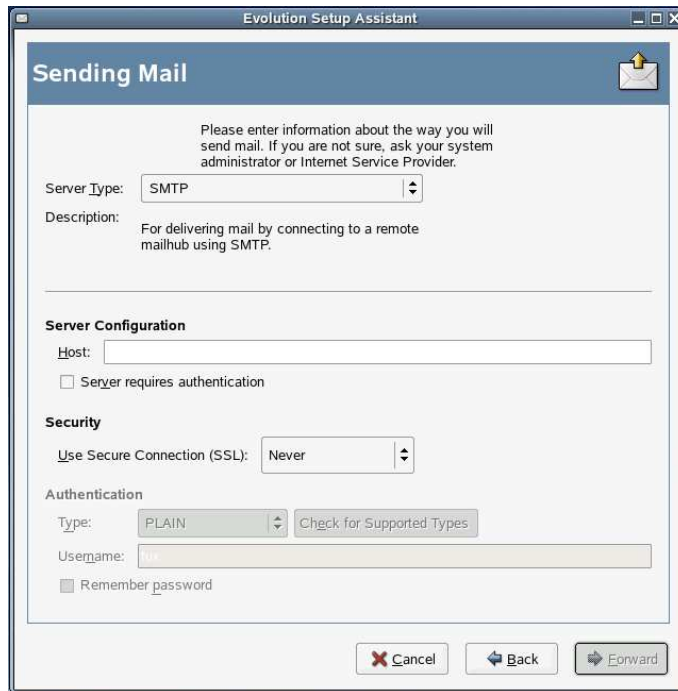 Evolution Setup Assistant
Sending Mail
Please enter information about the way you will
send mail. If you are not sure, ask your system
administrator or Internet Service Provider.
Server Type: SMTP
Description: For delivering mail by connecting to a remote
mailhub using SMTP.
Server Configuration
Host:
Server requires authentication
Security
Use Secure Connection (SSL): Never
Authentication
Type: PLAIN Check for Supported Types
Username: tux
Remember password
Cancel Back Forward